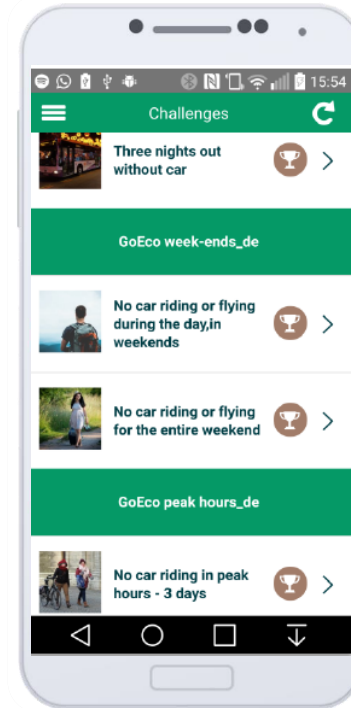 15:54
Challenges
Three nights out
without car
GoEco week-ends_de
No car riding or flying
during the day,in
weekends
No car riding or flying
for the entire weekend
GoEco peak hours_de
No car riding in peak
hours - 3 days